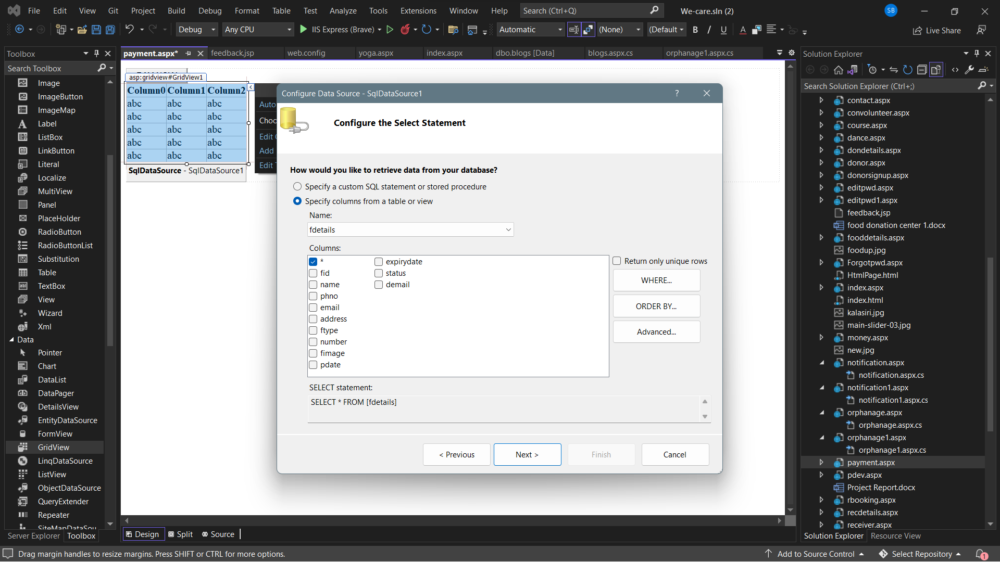 File Edit View Git Project Build Debug Format Table Test Analyze Tools Extensions Window Help Search (Ctrl+Q) We-care.sln (2) SB
Debug Any CPU IIS Express (Brave) Automatic (None) (Default B I U A Live Share
Toolbox
Search Toolbox
Image
ImageButton
ImageMap
Label
ListBox
LinkButton
Literal
Localize
MultiView
Panel
PlaceHolder
RadioButton
RadioButtonList
Substitution
Table
TextBox
View
Wizard
Xml
Data
Pointer
Chart
DataList
DataPager
DetailsView
EntityDataSource
FormView
GridView
LinqDataSource
ListView
ObjectDataSource
QueryExtender
Repeater
SiteMapDataSou
Server Explorer Toolbox
payment.aspx* feedback.jsp web.config yoga.aspx index.aspx dbo.blogs [Data] blogs.aspx.cs orphanage1.aspx.cs
asp:gridview#GridView1
Column0 Column1 Column2
abc abc abc
abc abc abc
abc abc abc
abc abc abc
abc abc abc
SqlDataSource - SqlDataSource1
Auto
Choo
Edit
Add
Edit
Configure Data Source - SqlDataSource1 ?
Configure the Select Statement
How would you like to retrieve data from your database?
Specify a custom SQL statement or stored procedure
Specify columns from a table or view
Name:
fdetails
Columns:
* expirydate
fid status
name demail
phno
email
address
ftype
number
fimage
pdate
Return only unique rows
WHERE...
ORDER BY...
Advanced...
SELECT statement:
SELECT * FROM [fdetails]
< Previous Next > Finish Cancel
Design Split Source
Solution Explorer
Search Solution Explorer (Ctrl+;)
contact.aspx
convolunteer.aspx
course.aspx
dance.aspx
dondetails.aspx
donor.aspx
donorsignup.aspx
editpwd.aspx
editpwd1.aspx
feedback.jsp
food donation center 1.docx
fooddetails.aspx
foodup.jpg
Forgotpwd.aspx
HtmlPage.html
index.aspx
index.html
kalasiri.jpg
main-slider-03.jpg
money.aspx
new.jpg
notification.aspx
notification.aspx.cs
notification1.aspx
notification1.aspx.cs
orphanage.aspx
orphanage.aspx.cs
orphanage1.aspx
orphanage1.aspx.cs
payment.aspx
pdev.aspx
Project Report.docx
rbooking.aspx
recdetails.aspx
receiver.aspx
Solution Explorer Resource View
Drag margin handles to resize margins. Press SHIFT or CTRL for more options. Add to Source Control Select Repository 1